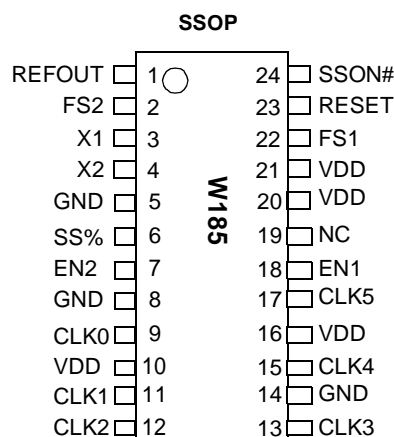 SSOP
REFOUT 1 24 SSON#
FS2 2 23 RESET
X1 3 22 FS1
X2 4 21 VDD
GND 5 20 VDD
SS% 6 19 NC
EN2 7 18 EN1
GND 8 17 CLK5
CLK0 9 16 VDD
VDD 10 15 CLK4
CLK1 11 14 GND
CLK2 12 13 CLK3
W185